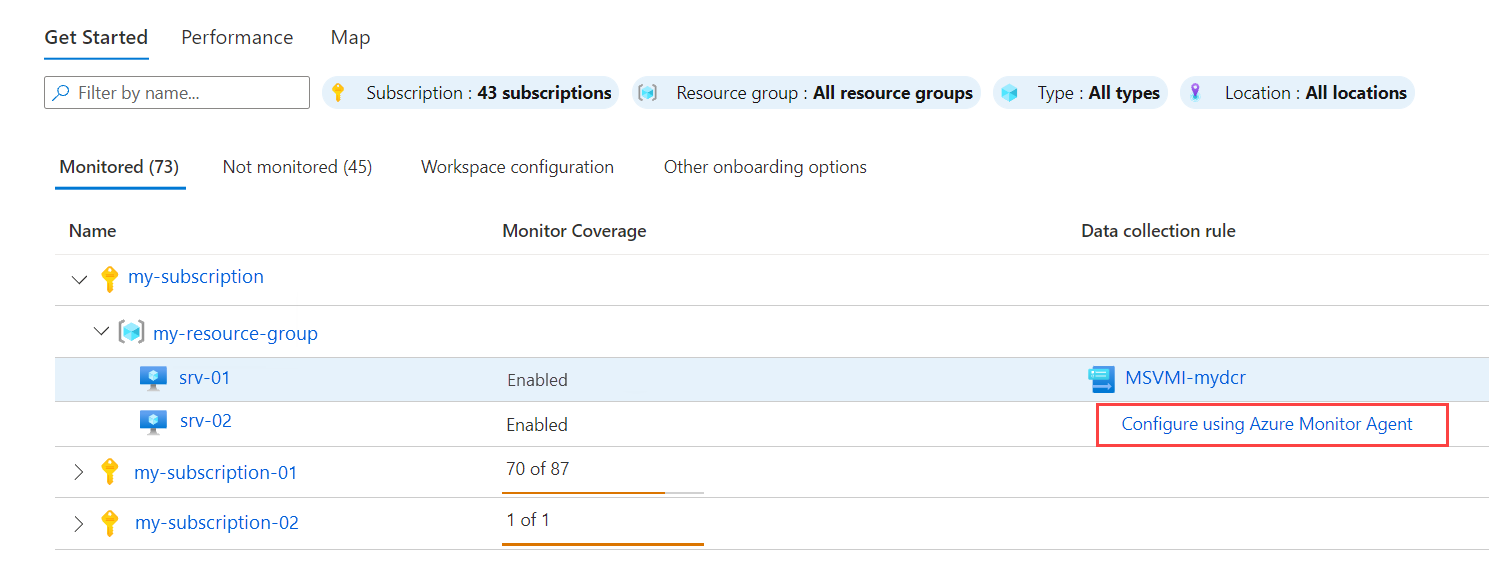 Get Started Performance Map
Filter by name... Subscription : 43 subscriptions Resource group : All resource groups Type : All types Location : All locations
Monitored (73) Not monitored (45) Workspace configuration Other onboarding options
Name Monitor Coverage Data collection rule
my-subscription
my-resource-group
srv-01 Enabled MSVMI-mydcr
srv-02 Enabled Configure using Azure Monitor Agent
my-subscription-01 70 of 87
my-subscription-02 1 of 1